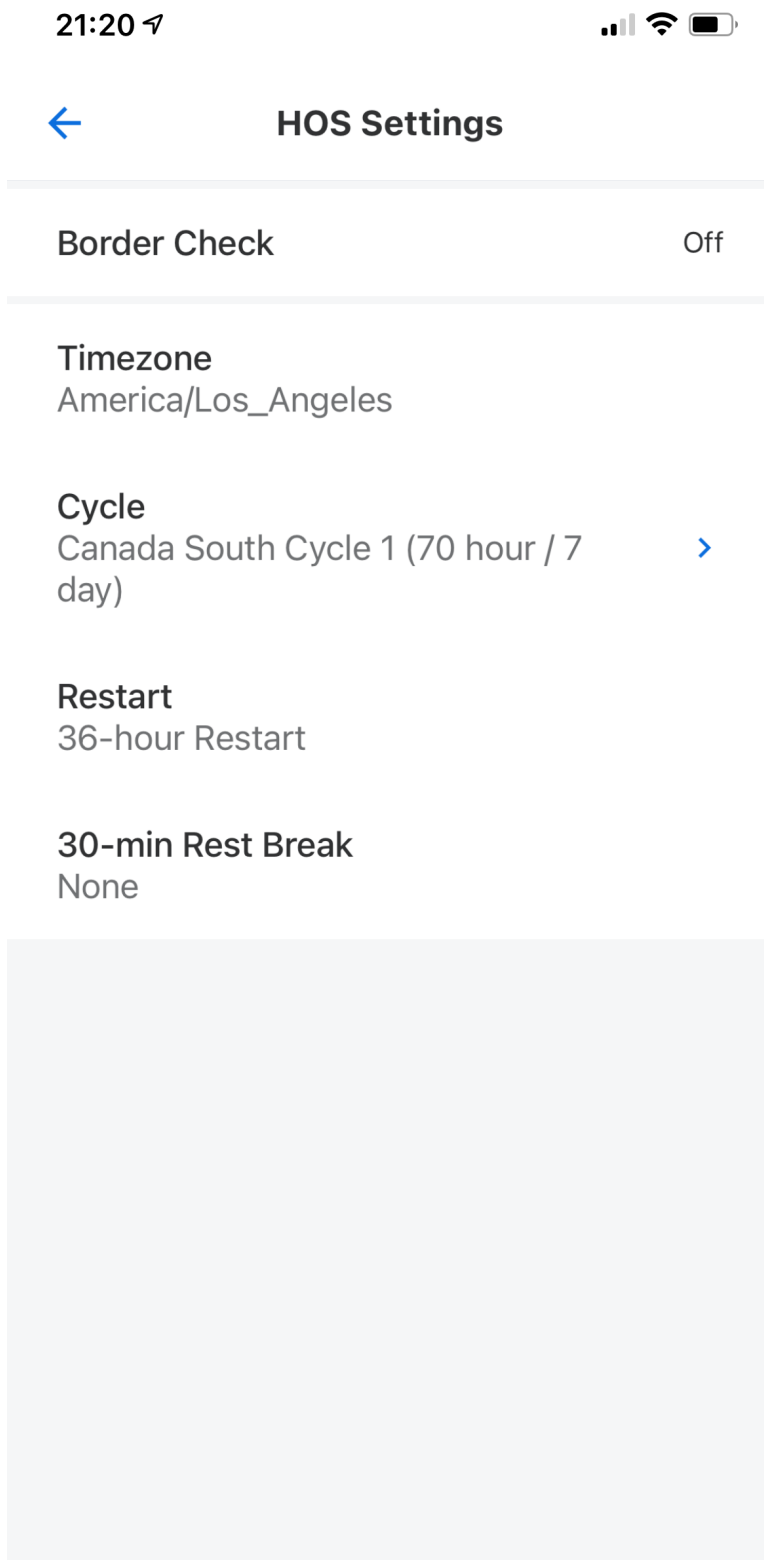 21:20
HOS Settings
Border Check Off
Timezone
America/Los_Angeles
Cycle
Canada South Cycle 1 (70 hour / 7
day)
Restart
36-hour Restart
30-min Rest Break
None